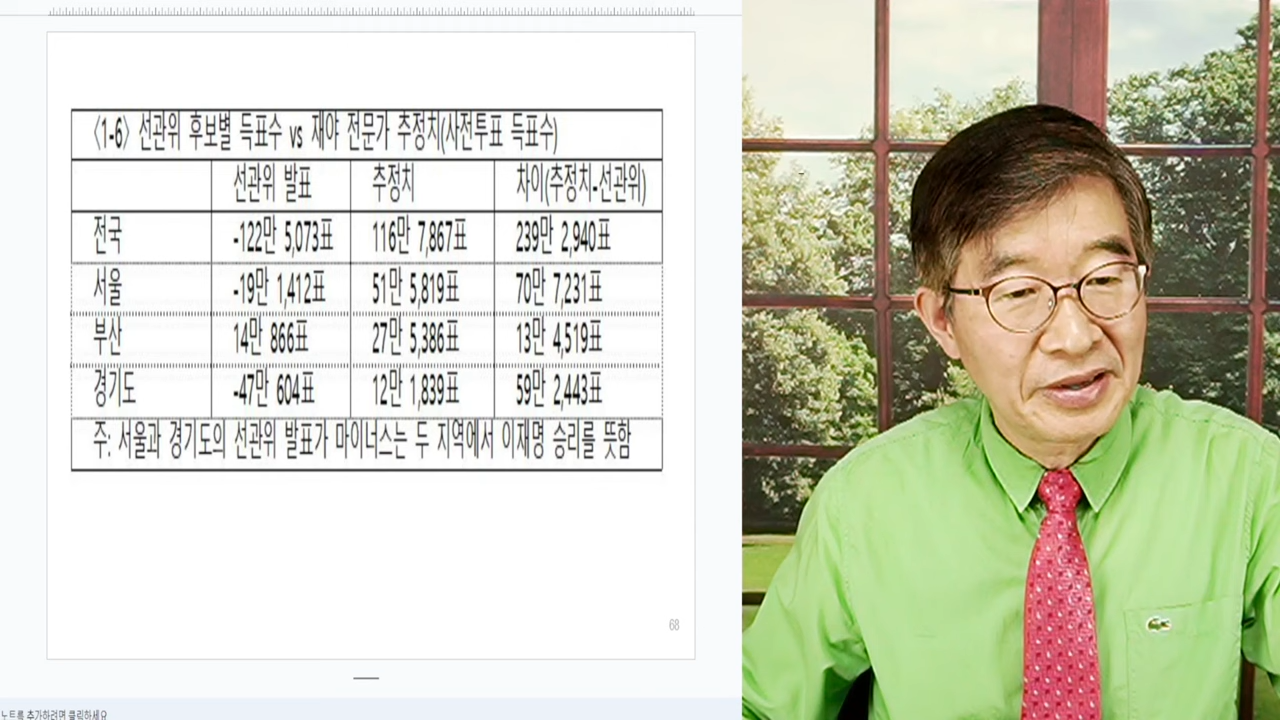 〈1-6〉 선관위 후보별 득표수 vs 재야 전문가 추정치(사전투표 득표수)
선관위 발표 추정치 차이(추정치-선관위)
전국 -122만 5,073표 116만 7,867표 239만 2,940표
서울 -19만 1,412표 51만 5,819표 70만 7,231표
부산 14만 866표 27만 5,386표 13만 4,519표
경기도 -47만 604표 12만 1,839표 59만 2,443표
주: 서울과 경기도의 선관위 발표가 마이너스는 두 지역에서 이재명 승리를 뜻함
68
노트를 추가하려면 클릭하세요